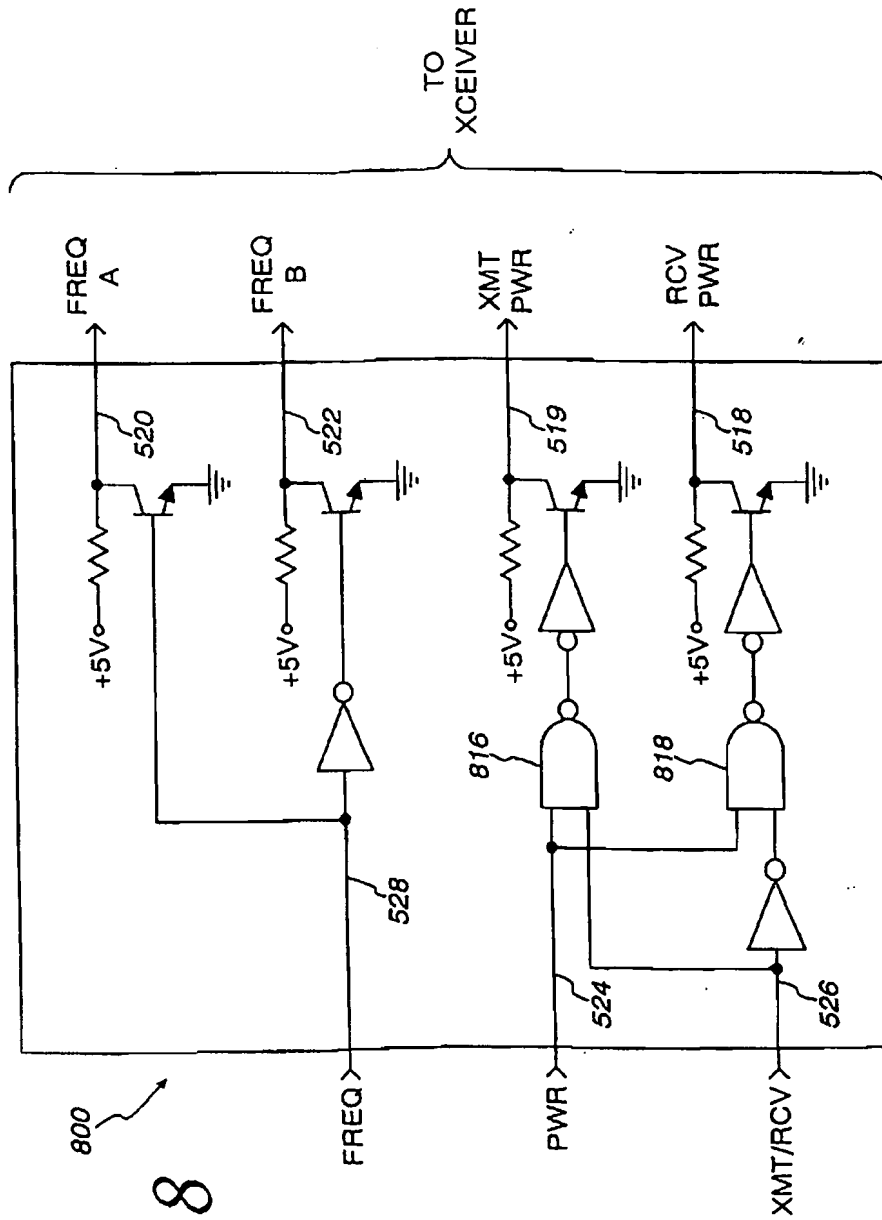 8
800
FREQ
PWR
XMT/RCV
528
524
526
816
818
+5V
+5V
+5V
+5V
520
522
519
518
FREQ
A
FREQ
B
XMT
PWR
RCV
PWR
TO
XCEIVER